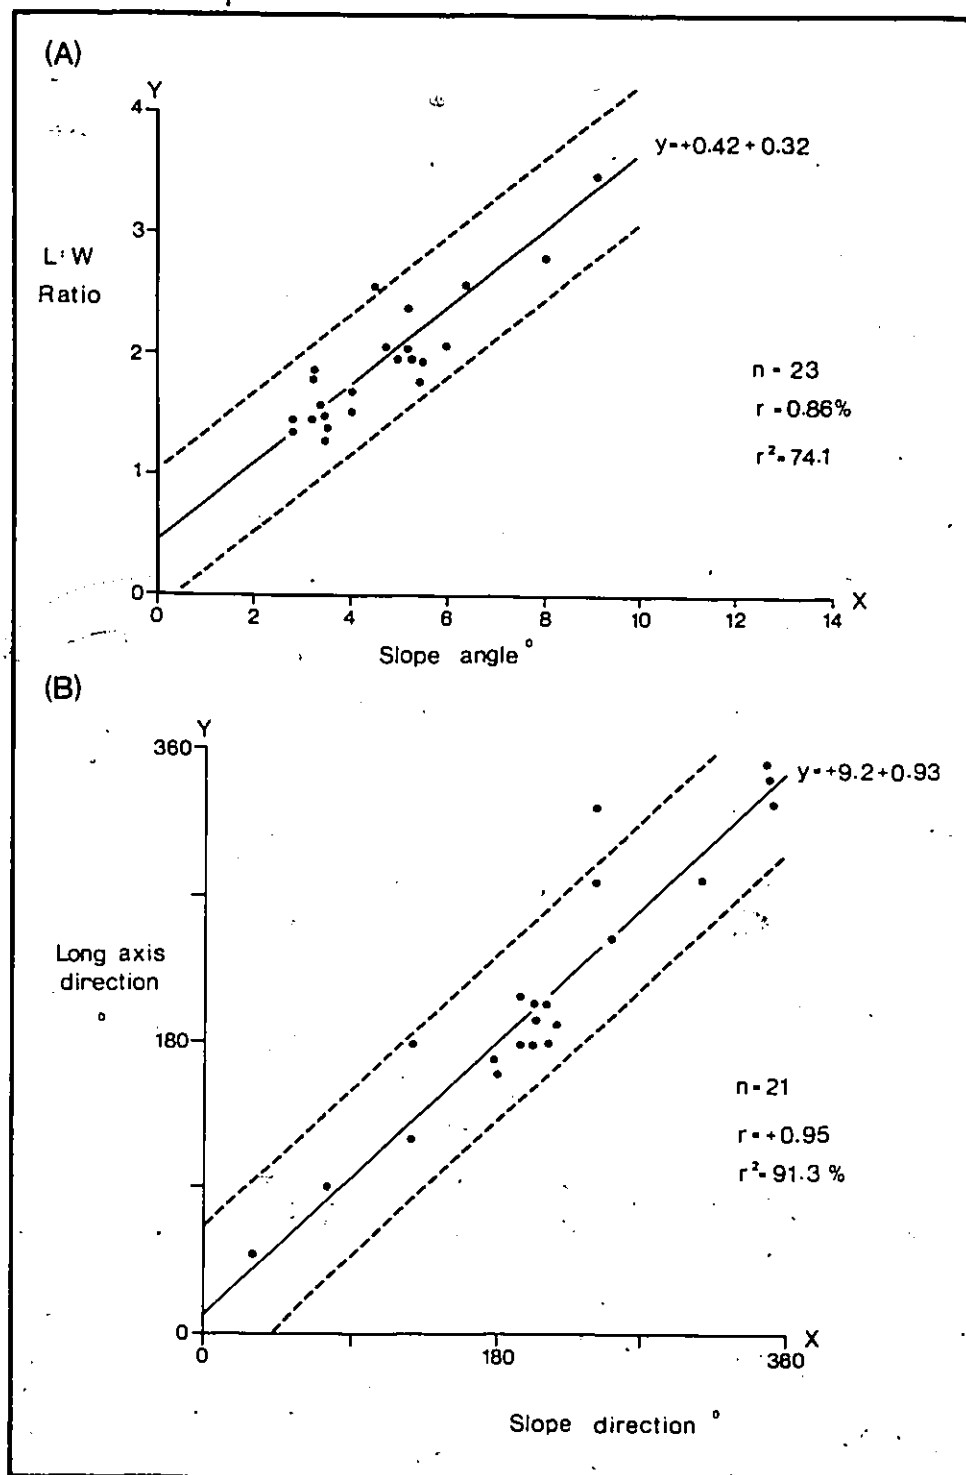 (A)
Y
4
y=+0.42+0.32
3
L:W
Ratio
2
n=23
r=0.86%
r²=74.1
1
0
0 2 4 6 8 10 12 14 X
Slope angle °
(B)
Y
360
y=+9.2+0.93
Long axis
direction
°
180
n=21
r=+0.95
r²=91.3 %
0
0 180 360 X
Slope direction °